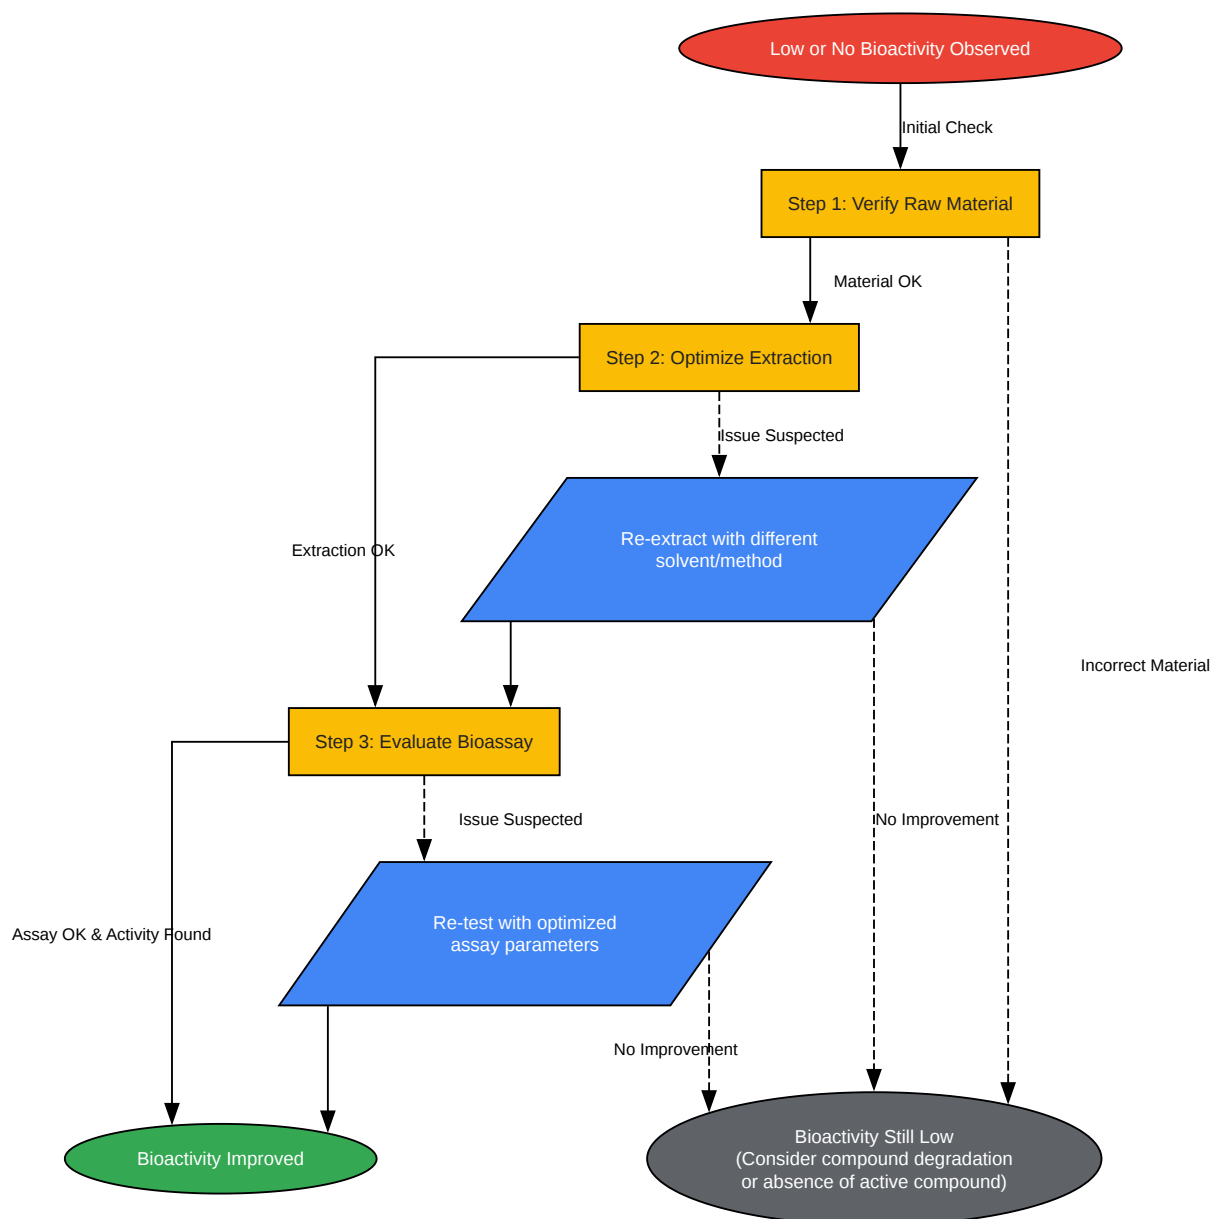 Low or No Bioactivity Observed
Initial Check
Step 1: Verify Raw Material
Material OK
Step 2: Optimize Extraction
Issue Suspected
Re-extract with different
solvent/method
Extraction OK
Incorrect Material
Step 3: Evaluate Bioassay
Issue Suspected
No Improvement
Re-test with optimized
assay parameters
Assay OK & Activity Found
No Improvement
Bioactivity Improved
Bioactivity Still Low
(Consider compound degradation
or absence of active compound)